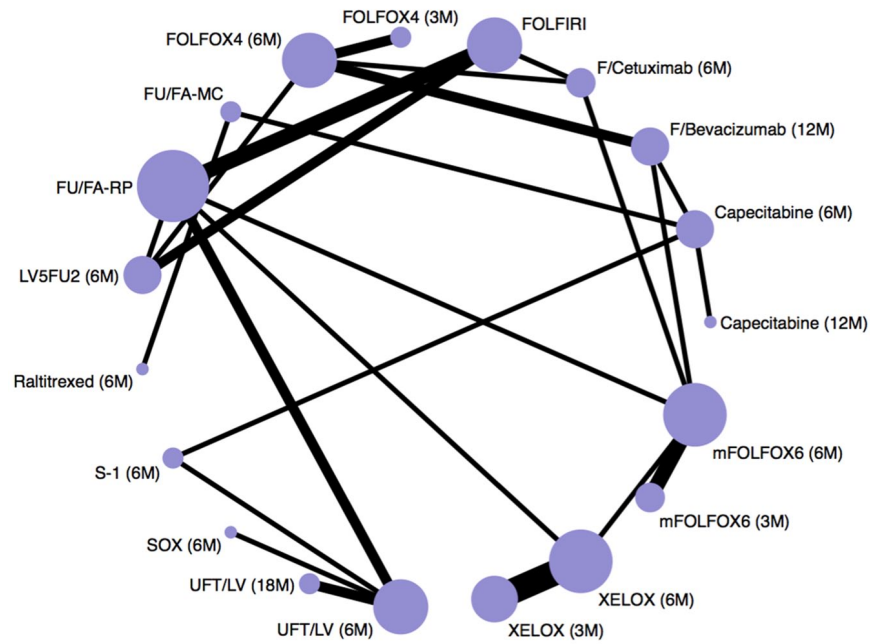 FOLFOX4 (3M)
FOLFOX4 (6M)
FOLFIRI
F/Cetuximab (6M)
FU/FA-MC
F/Bevacizumab (12M)
FU/FA-RP
Capecitabine (6M)
LV5FU2 (6M)
Capecitabine (12M)
Raltitrexed (6M)
mFOLFOX6 (6M)
S-1 (6M)
mFOLFOX6 (3M)
SOX (6M)
UFT/LV (18M)
XELOX (6M)
UFT/LV (6M)
XELOX (3M)